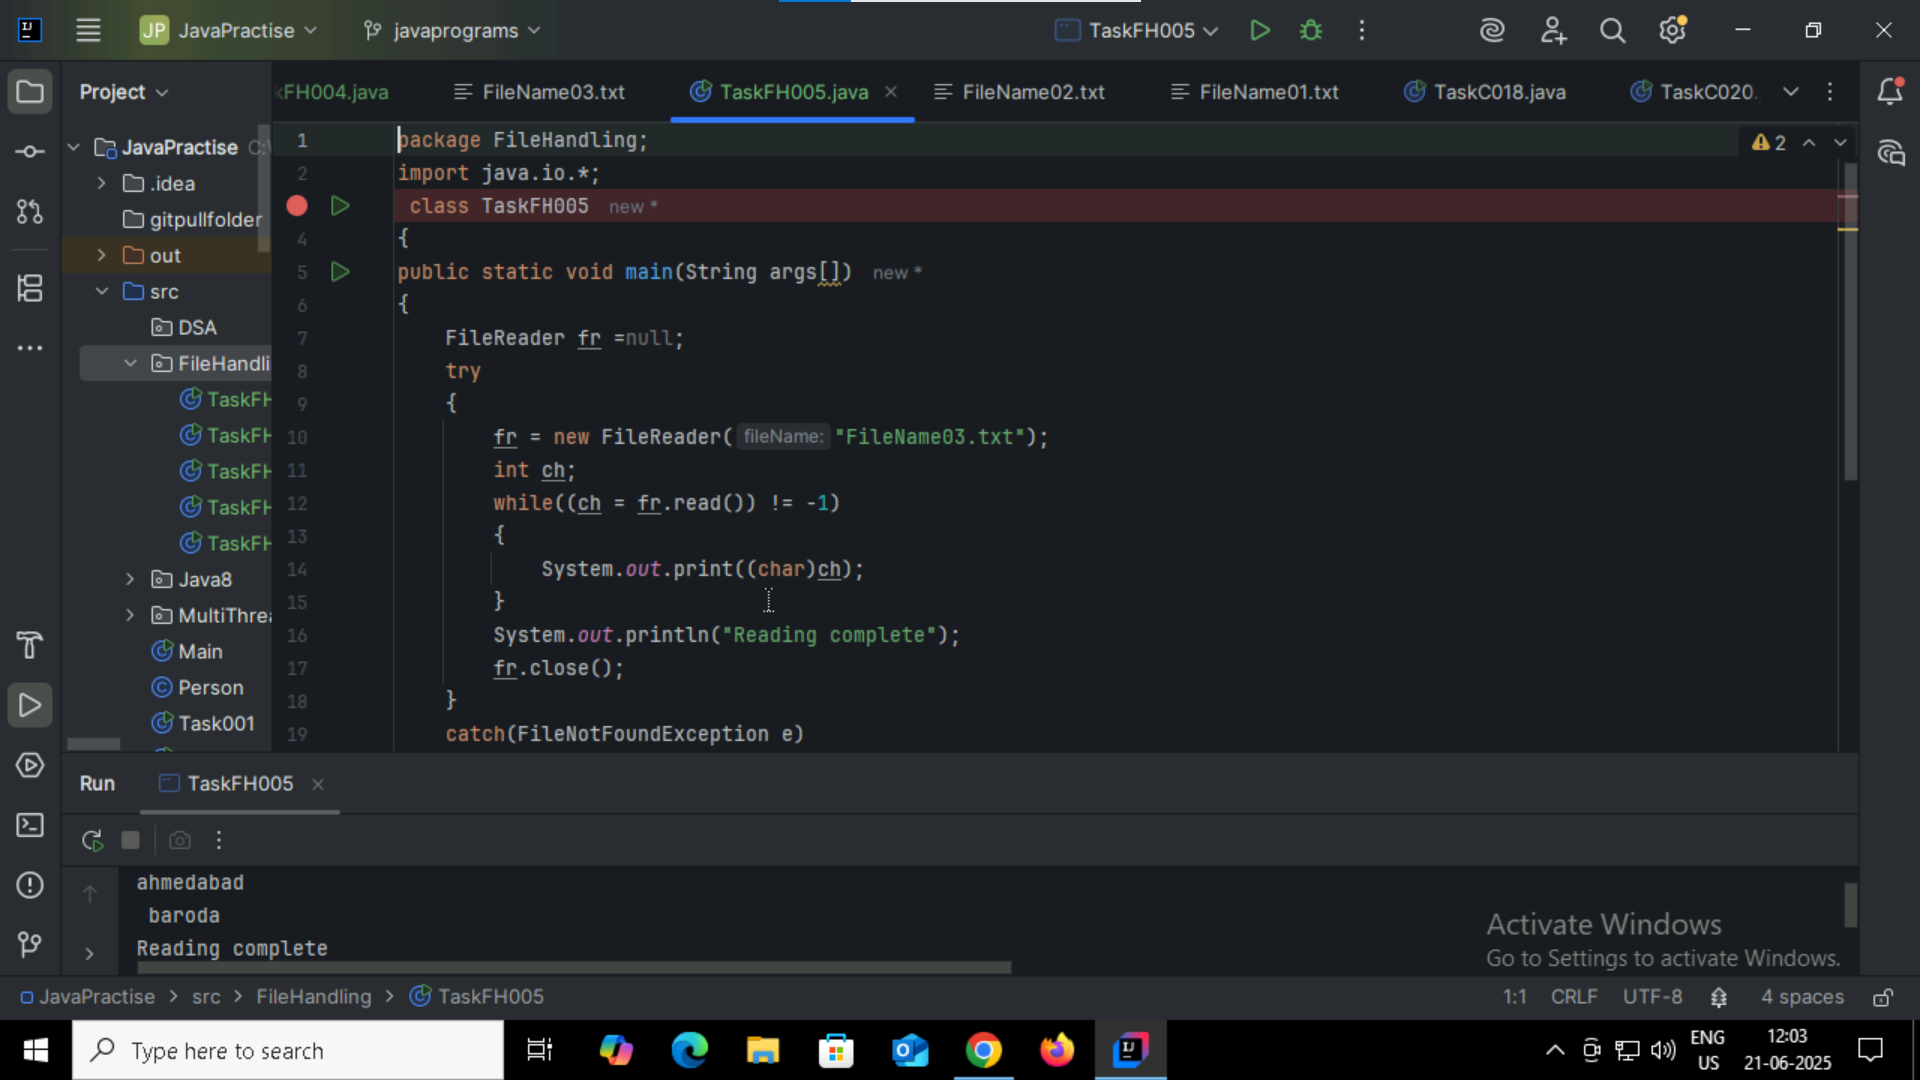 JP JavaPractise javaprograms TaskFH005
Project kFH004.java FileName03.txt TaskFH005.java FileName02.txt FileName01.txt TaskC018.java TaskC020.
JavaPractise
.idea
gitpullfolder
out
src
DSA
FileHandli
TaskFH
TaskFH
TaskFH
TaskFH
TaskFH
Java8
MultiThre
Main
Person
Task001
2
1 package FileHandling;
2 import java.io.*;
class TaskFH005 new *
4 {
5 public static void main(String args[]) new *
6 {
7 FileReader fr =null;
8 try
9 {
10 fr = new FileReader( fileName: "FileName03.txt");
11 int ch;
12 while((ch = fr.read()) != -1)
13 {
14 System.out.print((char)ch);
15 }
16 System.out.println("Reading complete");
17 fr.close();
18 }
19 catch(FileNotFoundException e)
Run TaskFH005
ahmedabad
baroda
Reading complete
Activate Windows
Go to Settings to activate Windows.
JavaPractise > src > FileHandling > TaskFH005 1:1 CRLF UTF-8 4 spaces
Type here to search
ENG
US
12:03
21-06-2025